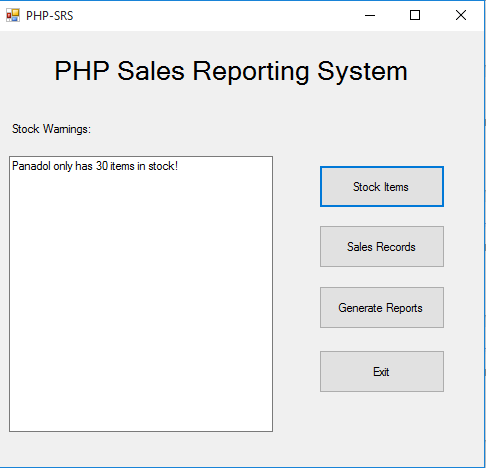 PHP-SRS
PHP Sales Reporting System
Stock Warnings:
Panadol only has 30 items in stock!
Stock Items
Sales Records
Generate Reports
Exit